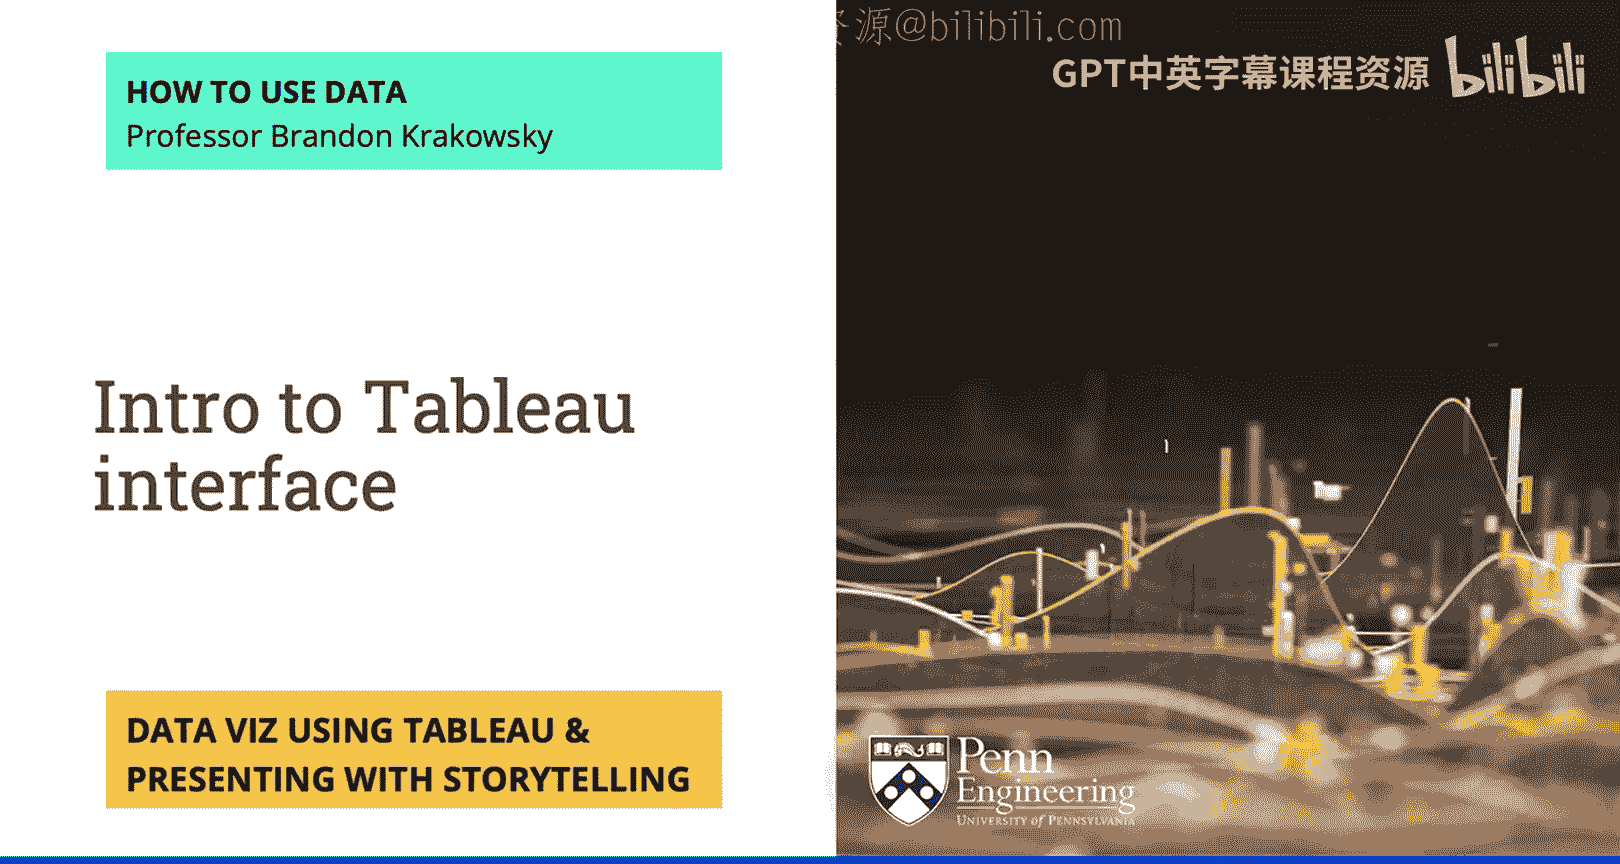 HOW TO USE DATA
Professor Brandon Krakowsky
Intro to Tableau
interface
DATA VIZ USING TABLEAU &
PRESENTING WITH STORYTELLING
源@bilibili.com
GPT中英字幕课程资源 bilibili
Penn
Engineering
UNIVERSITY of PENNSYLVANIA